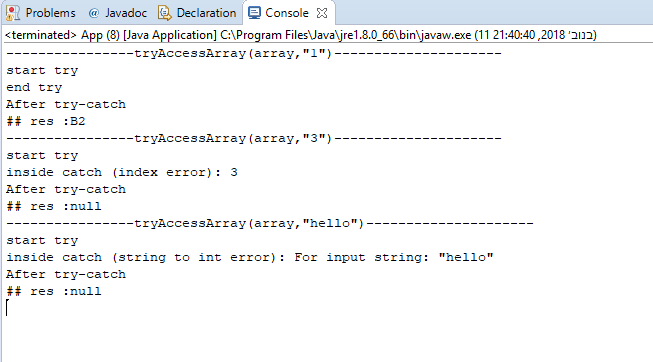 Problems @ Javadoc Declaration Console
<terminated> App (8) [Java Application] C:\Program Files\Java\jre1.8.0_66\bin\javaw.exe (11 בנוב׳ 2018, 21:40:40)
----------------tryAccessArray(array,"1")---------------------
start try
end try
After try-catch
## res :B2
----------------tryAccessArray(array,"3")---------------------
start try
inside catch (index error): 3
After try-catch
## res :null
----------------tryAccessArray(array,"hello")---------------------
start try
inside catch (string to int error): For input string: "hello"
After try-catch
## res :null